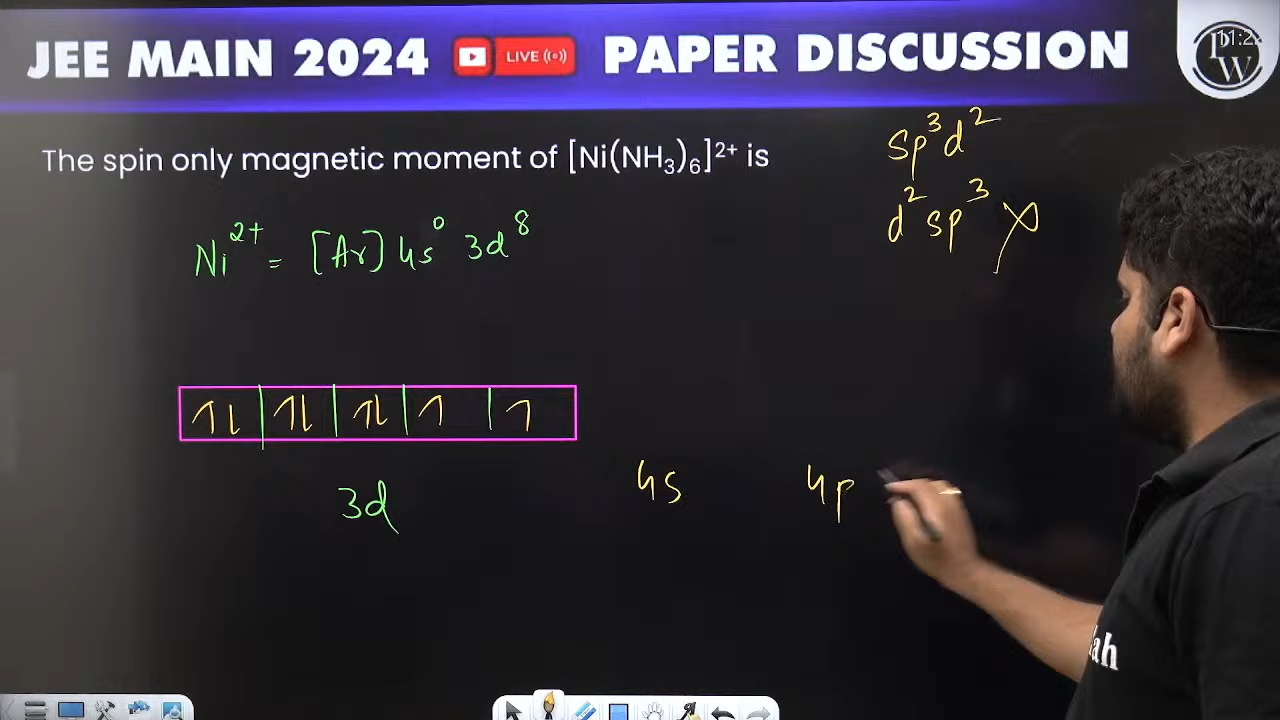 JEE MAIN 2024 LIVE PAPER DISCUSSION
The spin only magnetic moment of [Ni(NH₃)₆]²⁺ is
sp³d²
d²sp³ X
Ni²⁺ = [Ar] 4s⁰ 3d⁸
↑↓ ↑↓ ↑↓ ↑ ↑
3d
4s 4p
W
ah